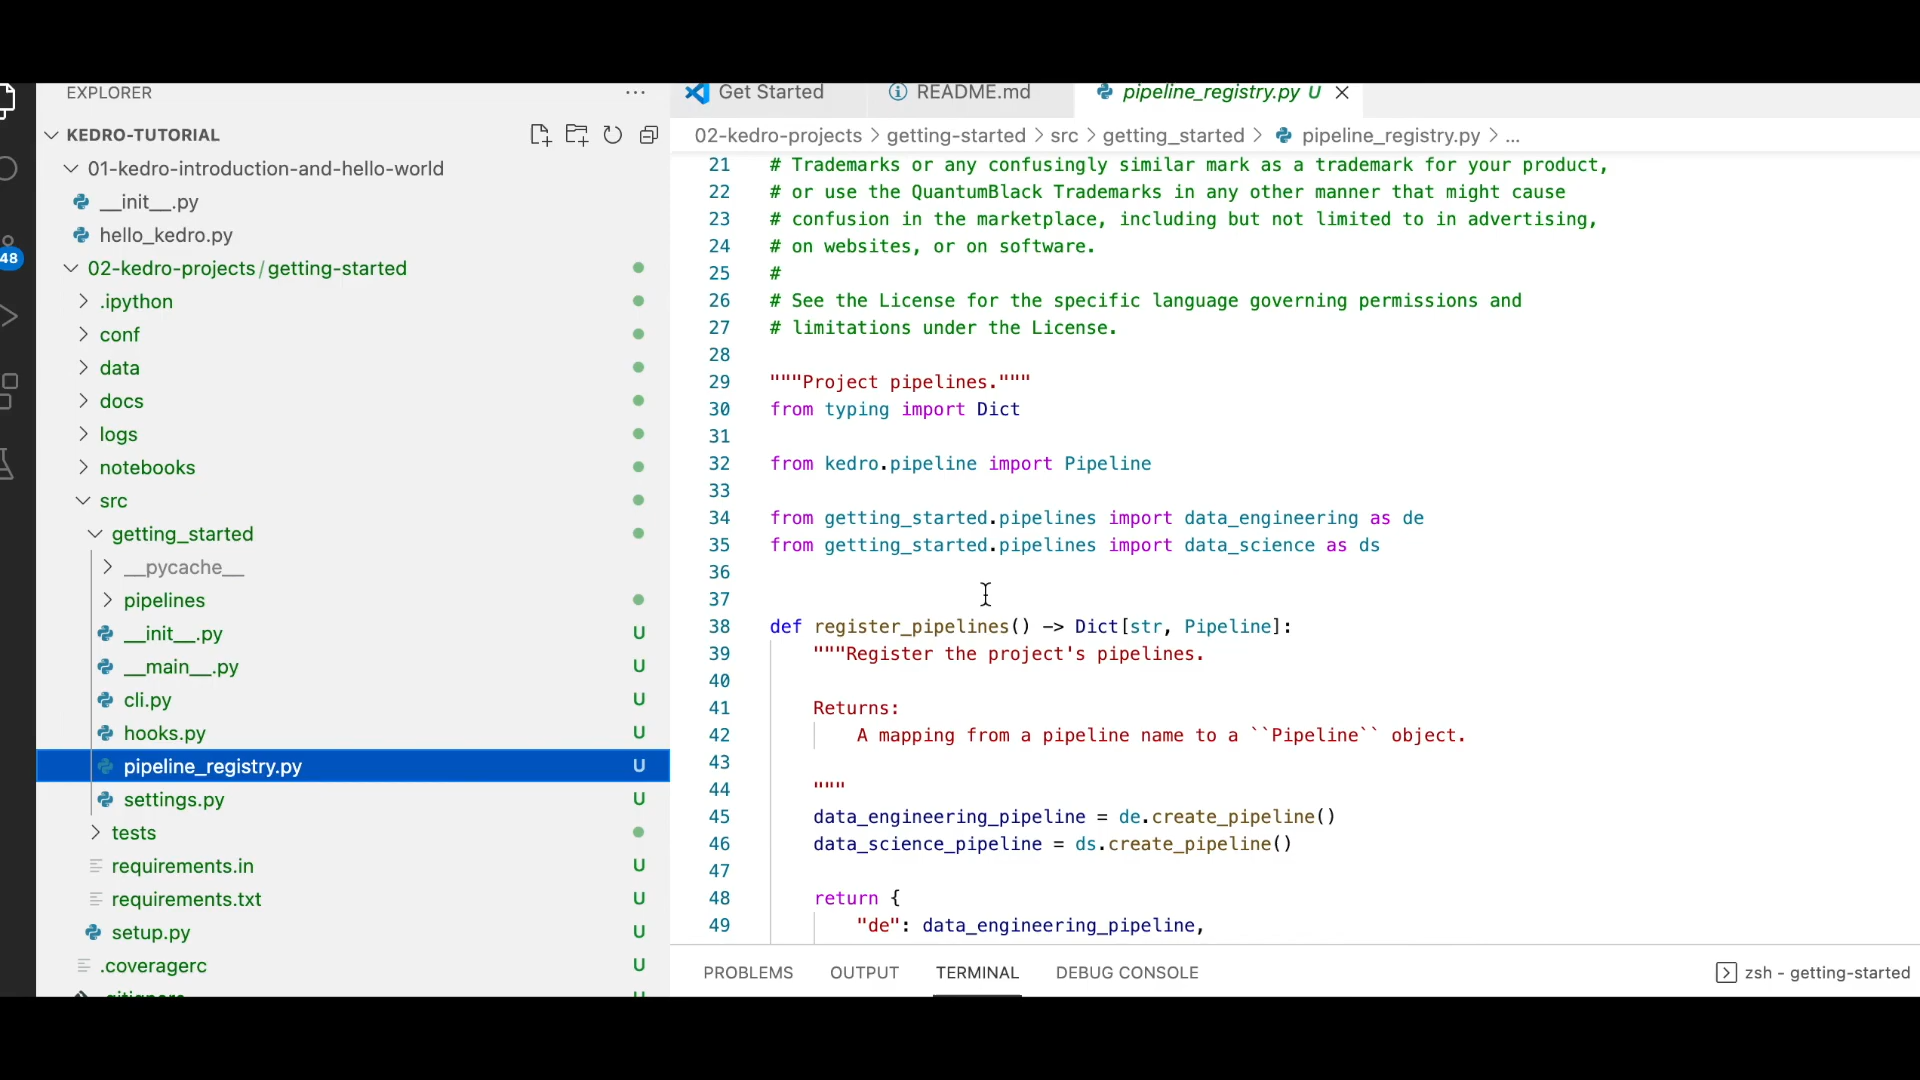 EXPLORER
KEDRO-TUTORIAL
01-kedro-introduction-and-hello-world
__init__.py
hello_kedro.py
02-kedro-projects/getting-started
.ipython
conf
data
docs
logs
notebooks
src
getting_started
__pycache__
pipelines
__init__.py U
__main__.py U
cli.py U
hooks.py U
pipeline_registry.py U
settings.py U
tests
requirements.in U
requirements.txt U
setup.py U
.coveragerc U
48
Get Started README.md pipeline_registry.py U
02-kedro-projects > getting-started > src > getting_started > pipeline_registry.py > ...
21 # Trademarks or any confusingly similar mark as a trademark for your product,
22 # or use the QuantumBlack Trademarks in any other manner that might cause
23 # confusion in the marketplace, including but not limited to in advertising,
24 # on websites, or on software.
25 #
26 # See the License for the specific language governing permissions and
27 # limitations under the License.
28
29 """Project pipelines."""
30 from typing import Dict
31
32 from kedro.pipeline import Pipeline
33
34 from getting_started.pipelines import data_engineering as de
35 from getting_started.pipelines import data_science as ds
36
37
38 def register_pipelines() -> Dict[str, Pipeline]:
39 """Register the project's pipelines.
40
41 Returns:
42 A mapping from a pipeline name to a ``Pipeline`` object.
43
44 """
45 data_engineering_pipeline = de.create_pipeline()
46 data_science_pipeline = ds.create_pipeline()
47
48 return {
49 "de": data_engineering_pipeline,
PROBLEMS OUTPUT TERMINAL DEBUG CONSOLE
zsh - getting-started